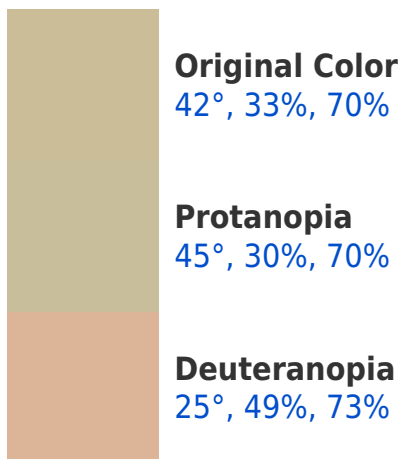 Original Color
42°, 33%, 70%
Protanopia
45°, 30%, 70%
Deuteranopia
25°, 49%, 73%